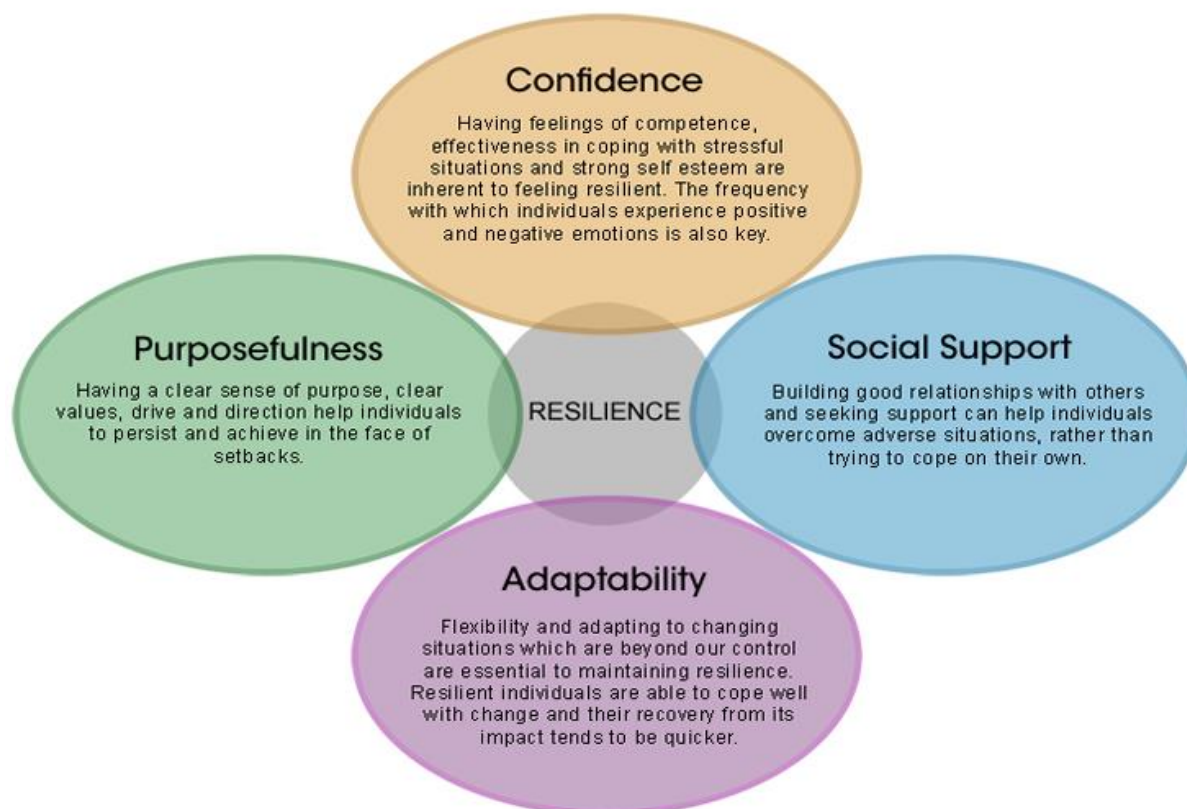 Confidence
Having feelings of competence,
effectiveness in coping with stressful
situations and strong self esteem are
inherent to feeling resilient. The frequency
with which individuals experience positive
and negative emotions is also key.
Purposefulness
Having a clear sense of purpose, clear
values, drive and direction help individuals
to persist and achieve in the face of
setbacks.
RESILIENCE
Social Support
Building good relationships with others
and seeking support can help individuals
overcome adverse situations, rather than
trying to cope on their own.
Adaptability
Flexibility and adapting to changing
situations which are beyond our control
are essential to maintaining resilience.
Resilient individuals are able to cope well
with change and their recovery from its
impact tends to be quicker.